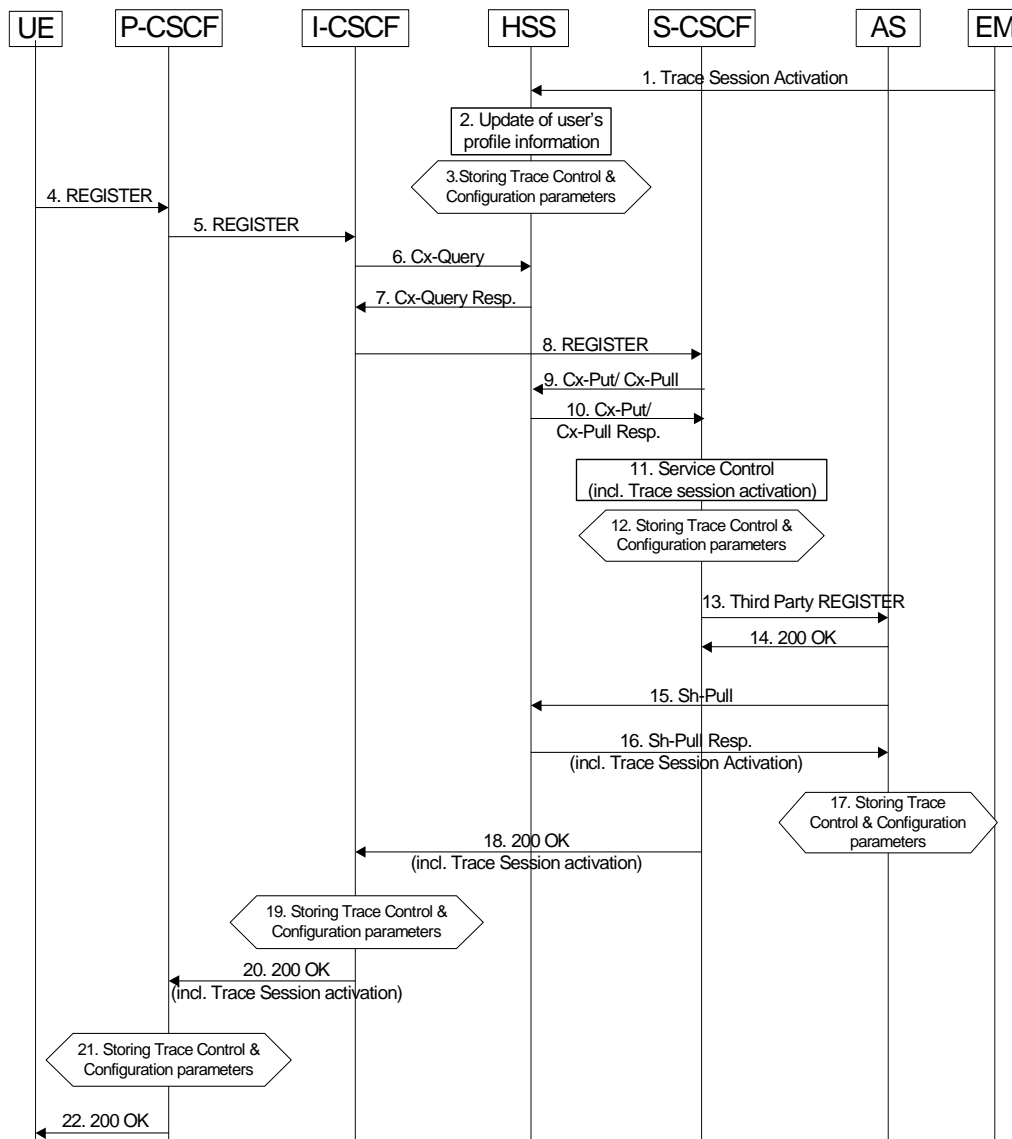 UE P-CSCF I-CSCF HSS S-CSCF AS EM
1. Trace Session Activation
2. Update of user's
profile information
3.Storing Trace Control &
Configuration parameters
4. REGISTER
5. REGISTER
6. Cx-Query
7. Cx-Query Resp.
8. REGISTER
9. Cx-Put/ Cx-Pull
10. Cx-Put/
Cx-Pull Resp.
11. Service Control
(incl. Trace session activation)
12. Storing Trace Control &
Configuration parameters
13. Third Party REGISTER
14. 200 OK
15. Sh-Pull
16. Sh-Pull Resp.
(incl. Trace Session Activation)
17. Storing Trace
Control & Configuration
parameters
18. 200 OK
(incl. Trace Session activation)
19. Storing Trace Control &
Configuration parameters
20. 200 OK
(incl. Trace Session activation)
21. Storing Trace Control &
Configuration parameters
22. 200 OK